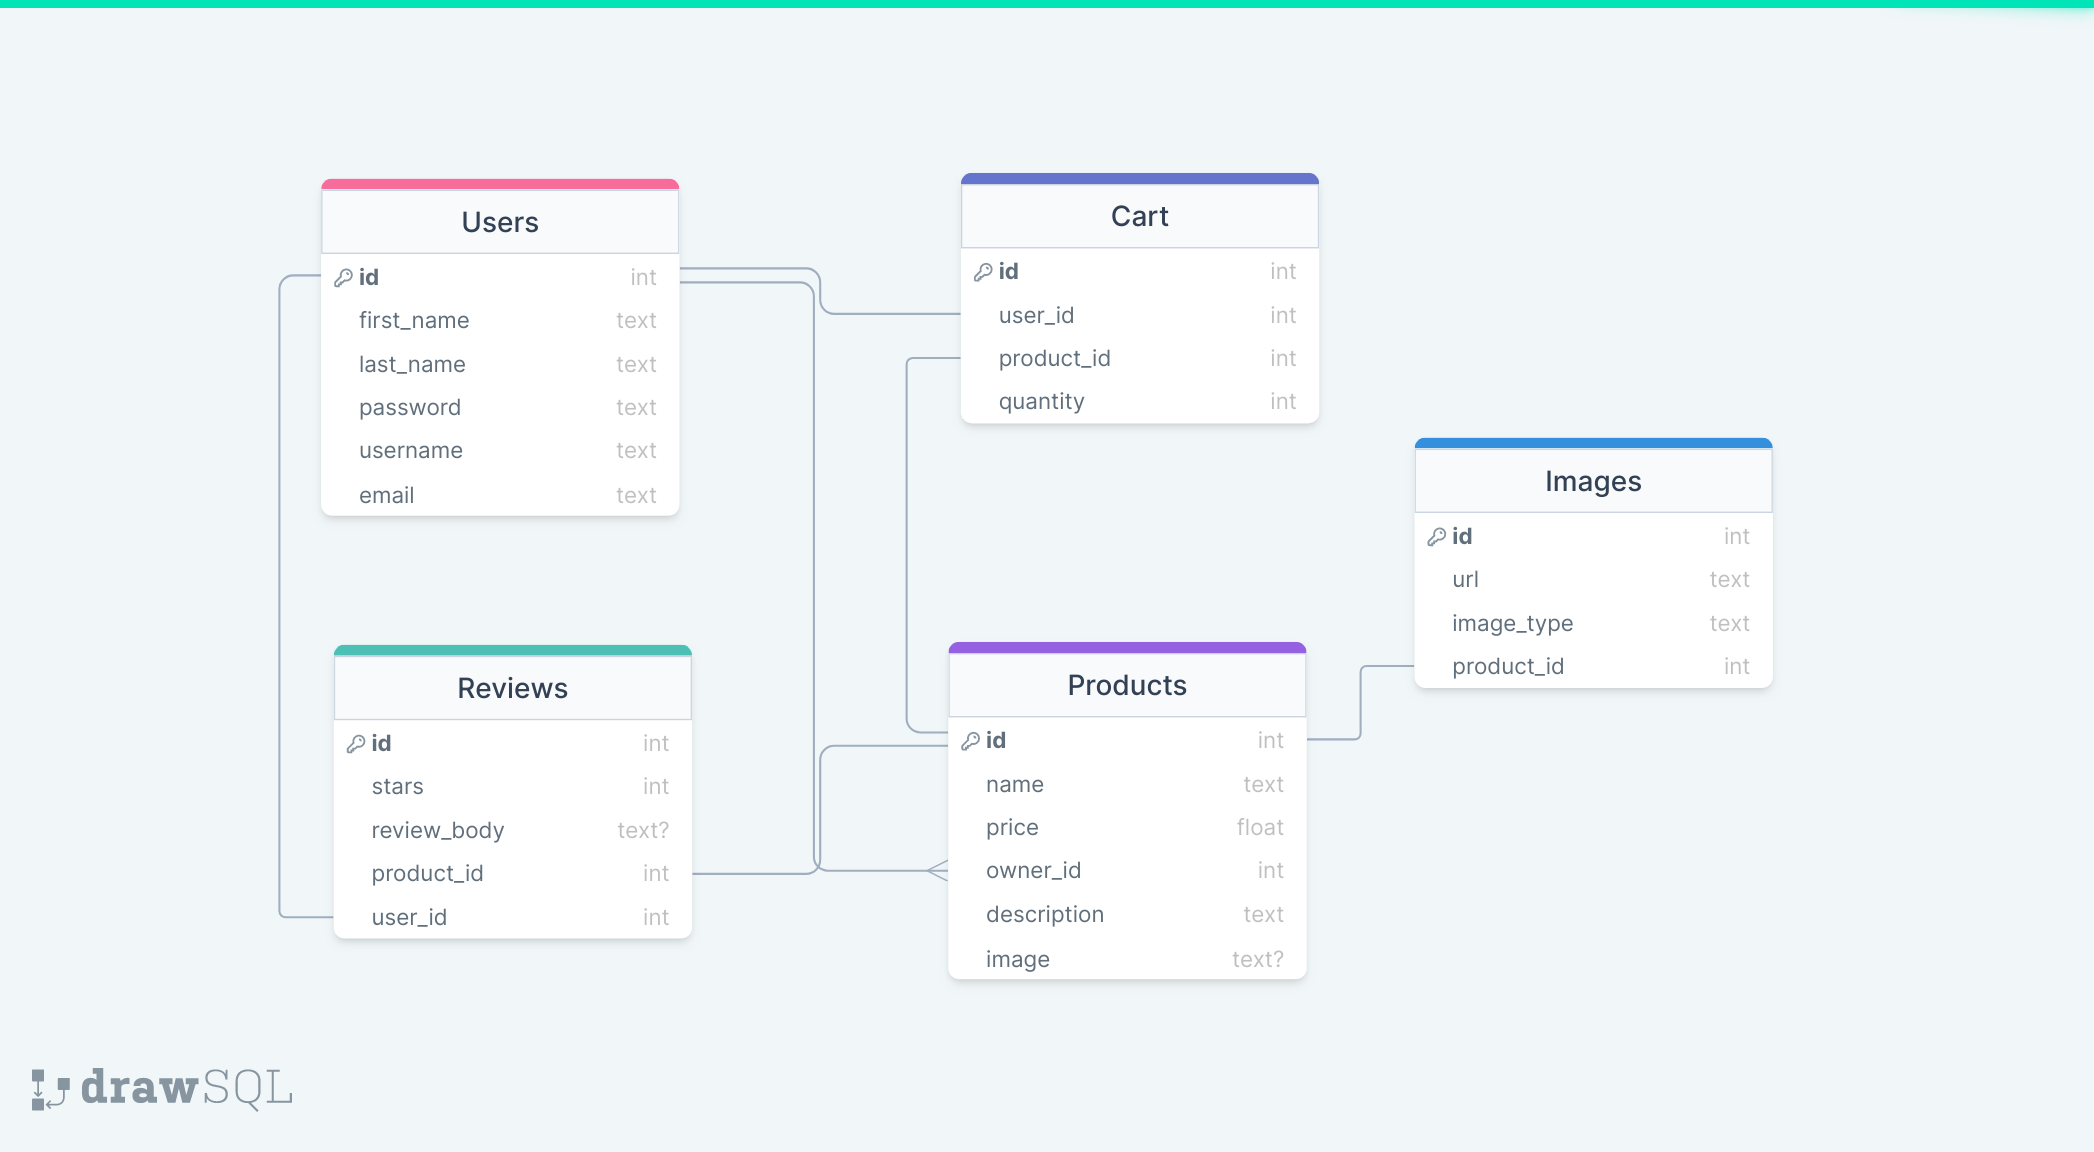 Users
id int
first_name text
last_name text
password text
username text
email text
Cart
id int
user_id int
product_id int
quantity int
Images
id int
url text
image_type text
product_id int
Reviews
id int
stars int
review_body text?
product_id int
user_id int
Products
id int
name text
price float
owner_id int
description text
image text?
drawSQL